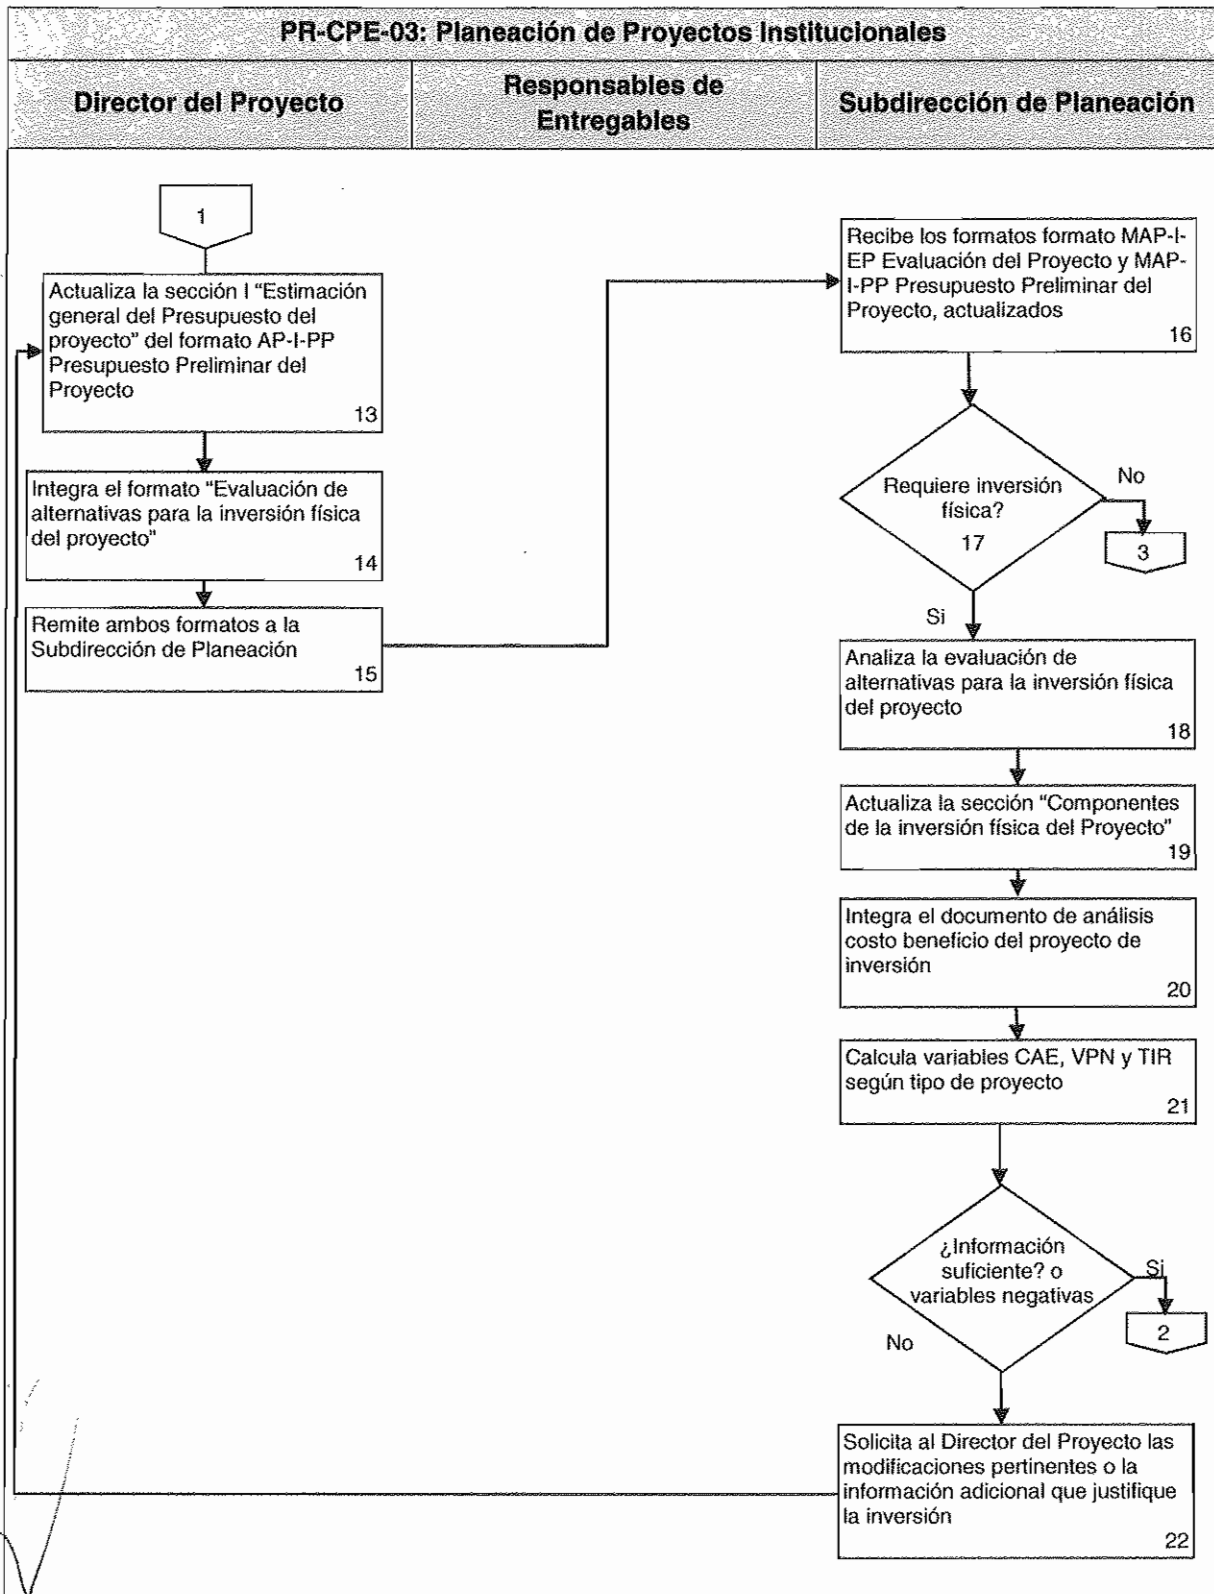 PR-CPE-03: Planeación de Proyectos Institucionales
Director del Proyecto
Responsables de
Entregables
Subdirección de Planeación
1
Actualiza la sección I “Estimación
general del Presupuesto del
proyecto” del formato AP-I-PP
Presupuesto Preliminar del
Proyecto
13
Integra el formato “Evaluación de
alternativas para la inversión física
del proyecto”
14
Remite ambos formatos a la
Subdirección de Planeación
15
Recibe los formatos formato MAP-I-
EP Evaluación del Proyecto y MAP-
I-PP Presupuesto Preliminar del
Proyecto, actualizados
16
Requiere inversión
física?
17
No
3
Si
Analiza la evaluación de
alternativas para la inversión física
del proyecto
18
Actualiza la sección “Componentes
de la inversión física del Proyecto”
19
Integra el documento de análisis
costo beneficio del proyecto de
inversión
20
Calcula variables CAE, VPN y TIR
según tipo de proyecto
21
¿Información
suficiente? o
variables negativas
Si
2
No
Solicita al Director del Proyecto las
modificaciones pertinentes o la
información adicional que justifique
la inversión
22